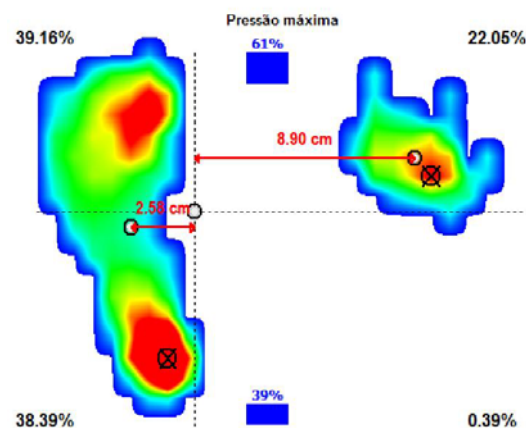 Pressão máxima
39.16%
61%
22.05%
8.90 cm
2.58 cm
39%
38.39%
0.39%